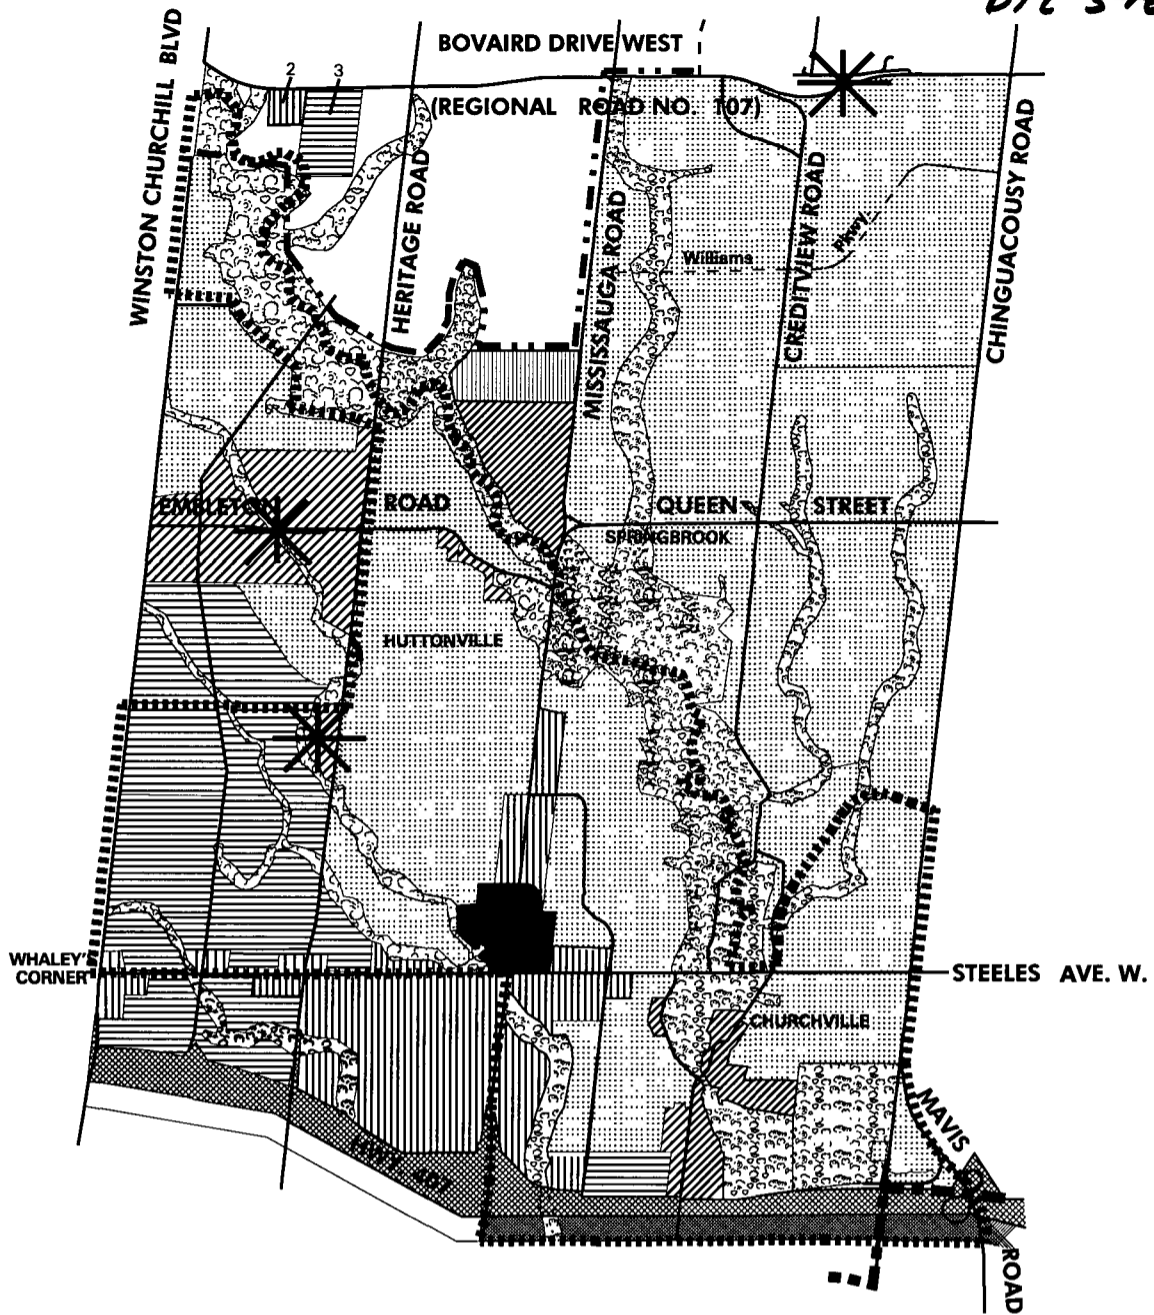 BOVAIRD DRIVE WEST
(REGIONAL ROAD NO. 107)
2
3
WINSTON CHURCHILL BLVD
HERITAGE ROAD
MISSISSAUGA ROAD
CREDITVIEW ROAD
CHINGUACOUSY ROAD
Williams
Pkwy
EMBLETON ROAD
QUEEN STREET
SPRINGBROOK
HUTTONVILLE
WHALEY'S
CORNER
STEELES AVE. W.
CHURCHVILLE
HWY 407
MAVIS
ROAD